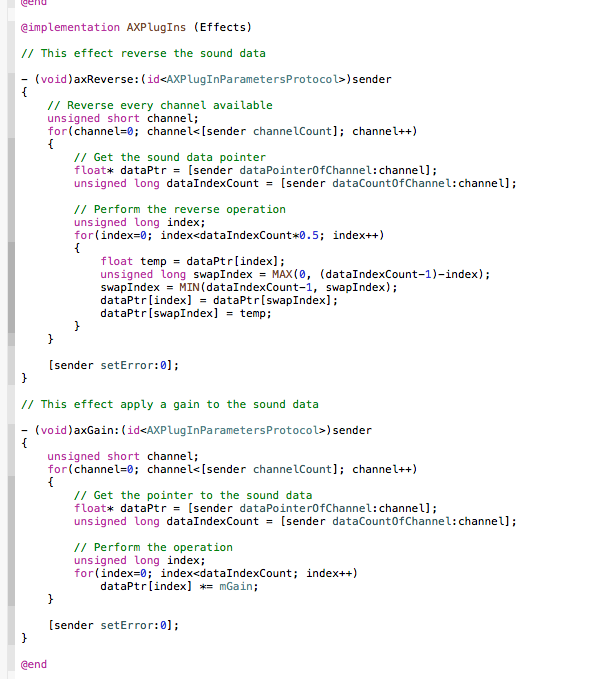 @end
@implementation AXPlugIns (Effects)
// This effect reverse the sound data
- (void)axReverse:(id<AXPlugInParametersProtocol>)sender
{
// Reverse every channel available
unsigned short channel;
for(channel=0; channel<[sender channelCount]; channel++)
{
// Get the sound data pointer
float* dataPtr = [sender dataPointerOfChannel:channel];
unsigned long dataIndexCount = [sender dataCountOfChannel:channel];
// Perform the reverse operation
unsigned long index;
for(index=0; index<dataIndexCount*0.5; index++)
{
float temp = dataPtr[index];
unsigned long swapIndex = MAX(0, (dataIndexCount-1)-index);
swapIndex = MIN(dataIndexCount-1, swapIndex);
dataPtr[index] = dataPtr[swapIndex];
dataPtr[swapIndex] = temp;
}
}
[sender setError:0];
}
// This effect apply a gain to the sound data
- (void)axGain:(id<AXPlugInParametersProtocol>)sender
{
unsigned short channel;
for(channel=0; channel<[sender channelCount]; channel++)
{
// Get the pointer to the sound data
float* dataPtr = [sender dataPointerOfChannel:channel];
unsigned long dataIndexCount = [sender dataCountOfChannel:channel];
// Perform the operation
unsigned long index;
for(index=0; index<dataIndexCount; index++)
dataPtr[index] *= mGain;
}
[sender setError:0];
}
@end